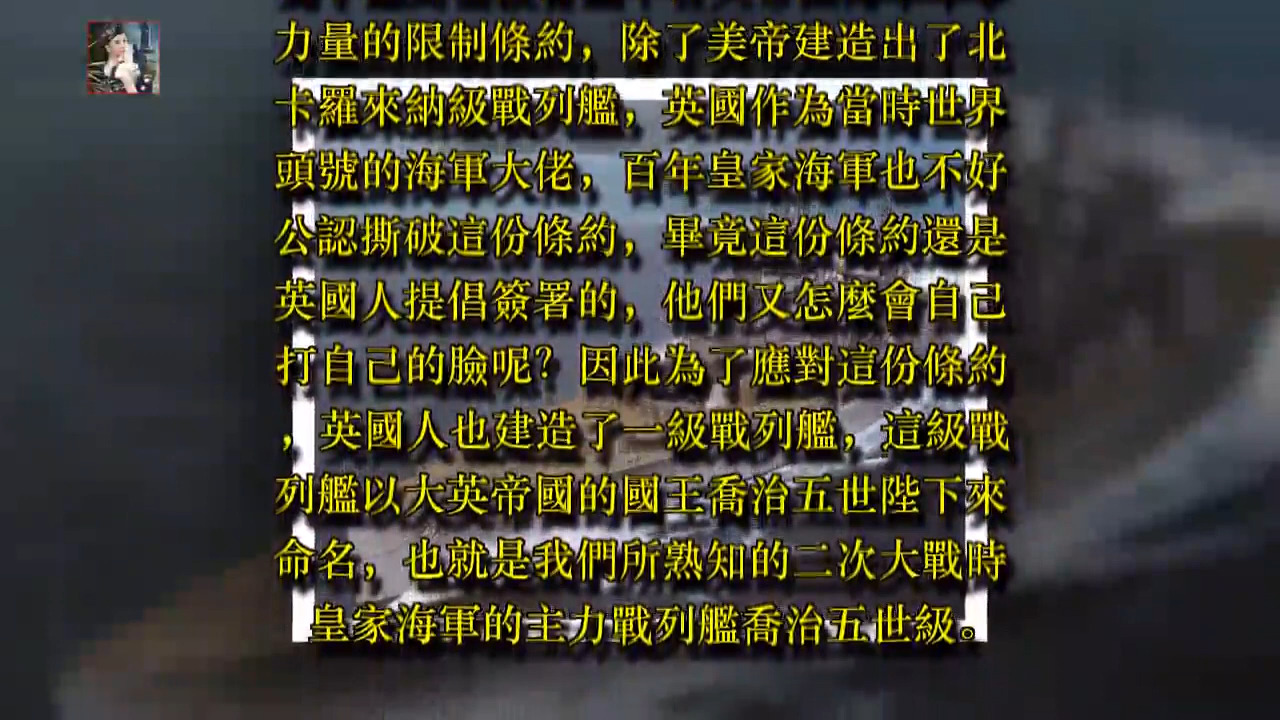 力量的限制條約，除了美帝建造出了北
卡羅來納級戰列艦，英國作為當時世界
頭號的海軍大佬，百年皇家海軍也不好
公認撕破這份條約，畢竟這份條約還是
英國人提倡簽署的，他們又怎麼會自己
打自己的臉呢？因此為了應對這份條約
，英國人也建造了一級戰列艦，這級戰
列艦以大英帝國的國王喬治五世陛下來
命名，也就是我們所熟知的二次大戰時
皇家海軍的主力戰列艦喬治五世級。